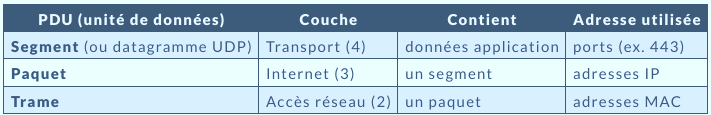 PDU (unité de données) Couche Contient Adresse utilisée
Segment (ou datagramme UDP) Transport (4) données application ports (ex. 443)
Paquet Internet (3) un segment adresses IP
Trame Accès réseau (2) un paquet adresses MAC